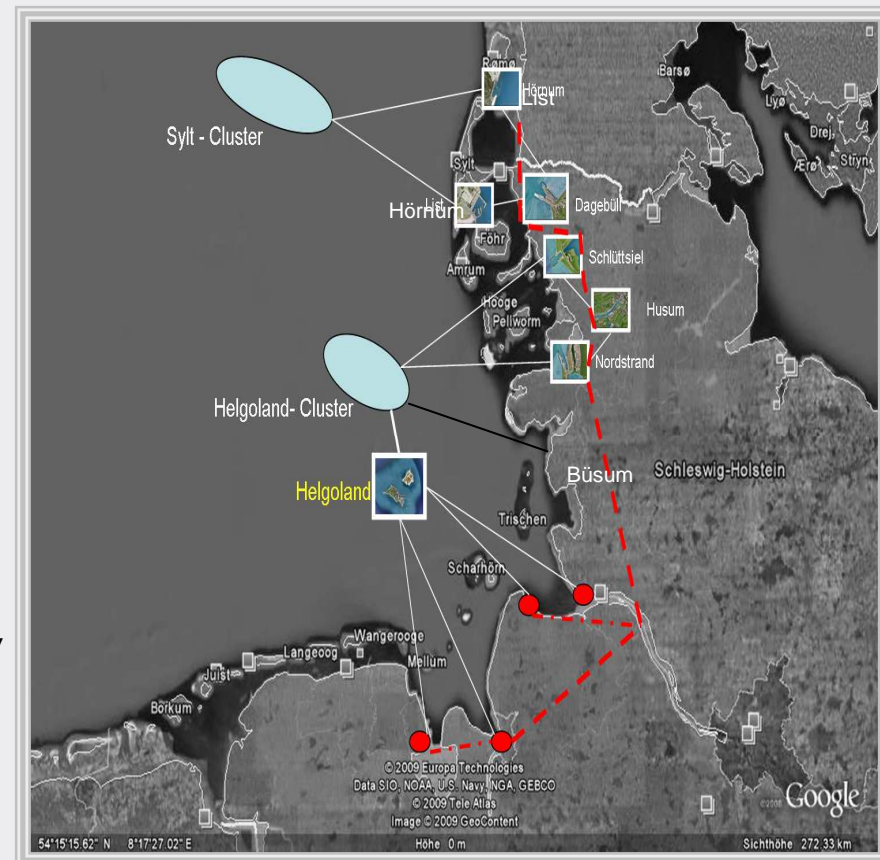 Rømø
Hörnum
List
Barsø
Lyø
Drej
Ærø
Stryn
Sylt - Cluster
Sylt
List
Hörnum
Dagebüll
Föhr
Amrum
Schlüttsiel
Hooge
Pellworm
Husum
Nordstrand
Helgoland- Cluster
Büsum
Schleswig-Holstein
Helgoland
Trischen
Scharhörn
Wangerooge
Langeoog
Mellum
Juist
Borkum
© 2009 Europa Technologies
Data SIO, NOAA, U.S. Navy, NGA, GEBCO
© 2009 Tele Atlas
Image © 2009 GeoContent
©2008 Google
54°15'15.62" N 8°17'27.02" E Höhe 0 m Sichthöhe 272,33 km